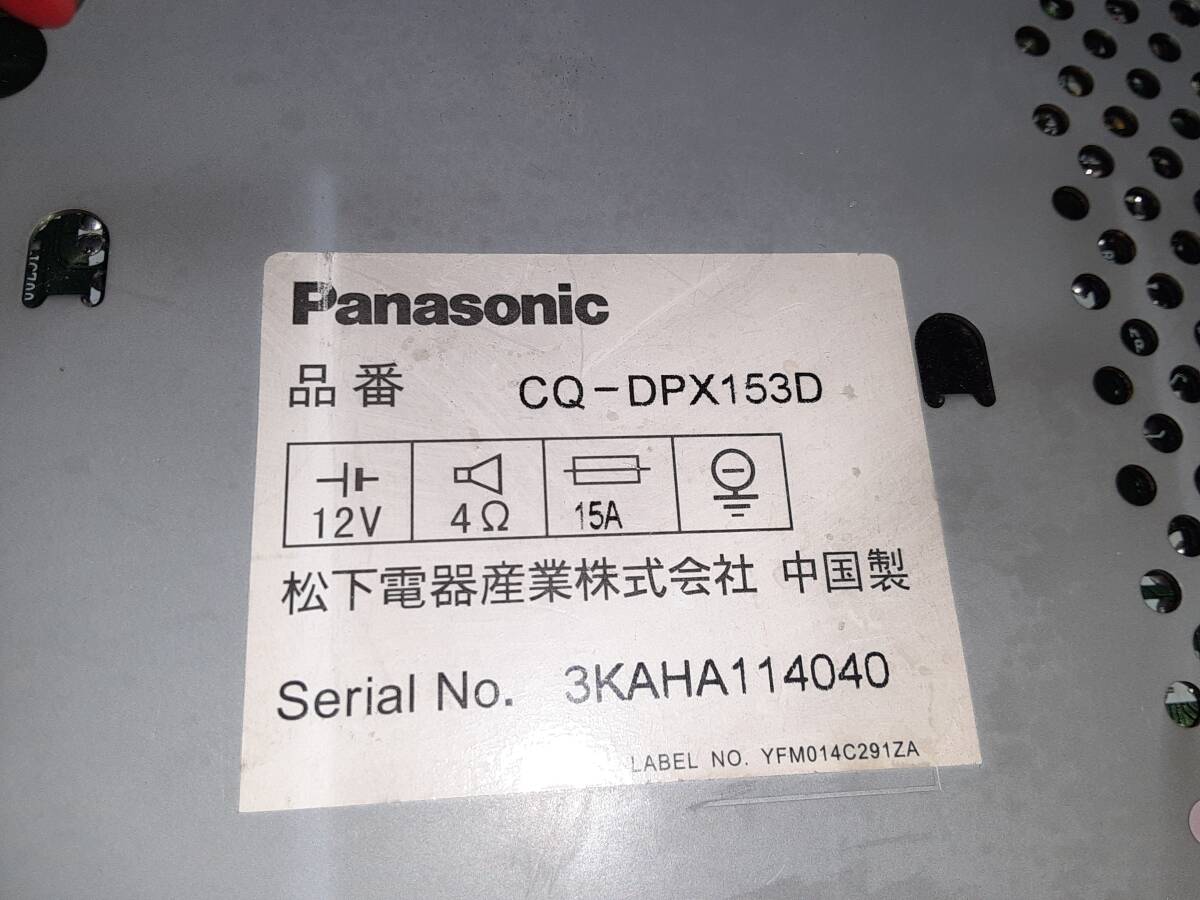 Panasonic
品番 CQ-DPX153D
12V 4Ω 15A
松下電器産業株式会社 中国製
Serial No. 3KAHA114040
LABEL NO. YFM014C291ZA